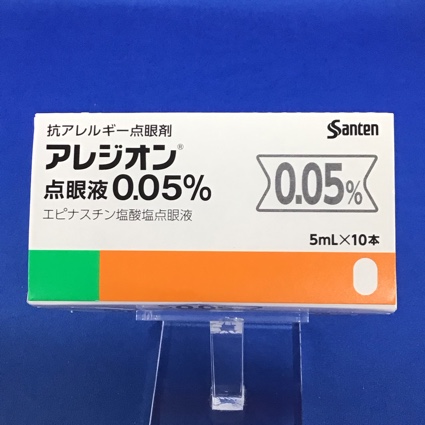 抗アレルギー点眼剤
Santen
アレジオン®
点眼液 0.05%
0.05%
エピナスチン塩酸塩点眼液
5mL×10本